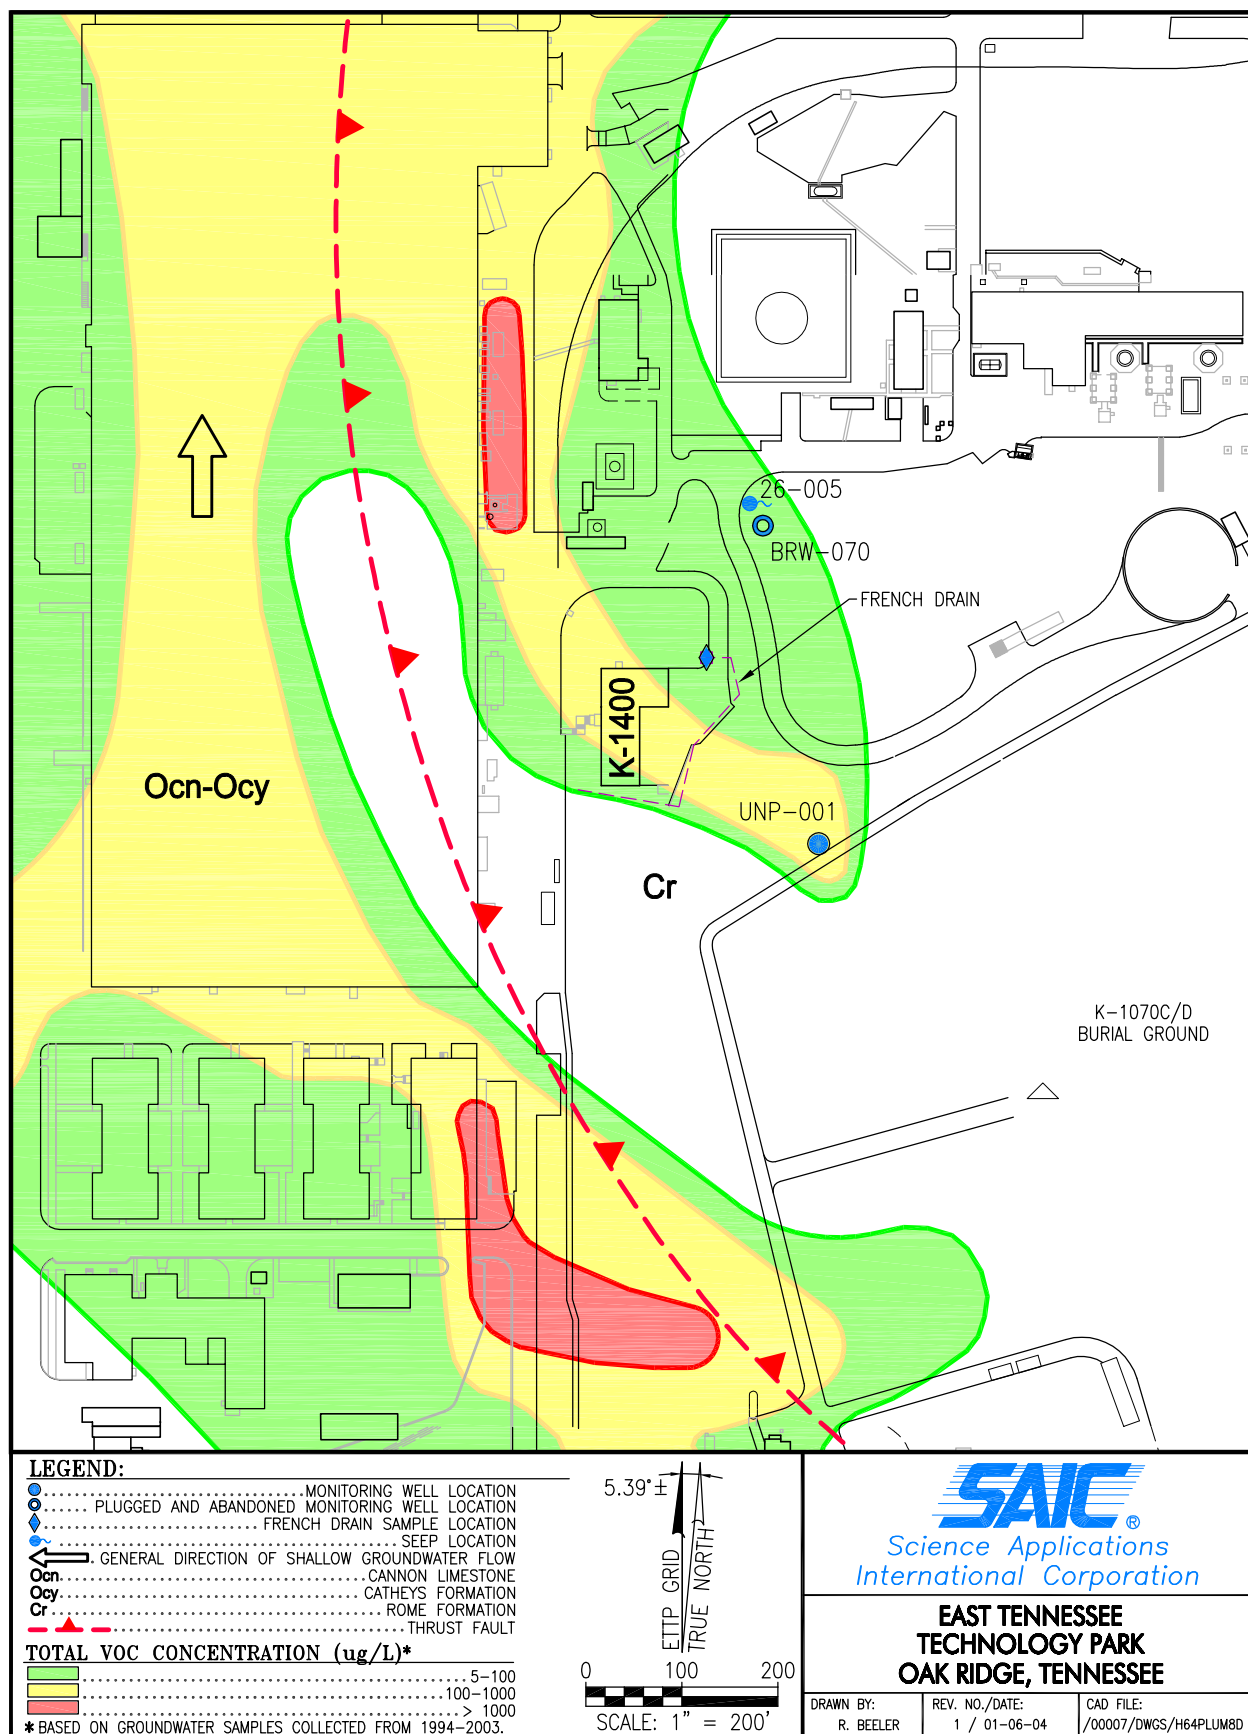 26-005
BRW-070
FRENCH DRAIN
K-1400
Ocn-Ocy
UNP-001
Cr
K-1070C/D
BURIAL GROUND
LEGEND:
MONITORING WELL LOCATION
PLUGGED AND ABANDONED MONITORING WELL LOCATION
FRENCH DRAIN SAMPLE LOCATION
SEEP LOCATION
GENERAL DIRECTION OF SHALLOW GROUNDWATER FLOW
Ocn CANNON LIMESTONE
Ocy CATHEYS FORMATION
Cr ROME FORMATION
THRUST FAULT
TOTAL VOC CONCENTRATION (ug/L)*
5-100
100-1000
> 1000
* BASED ON GROUNDWATER SAMPLES COLLECTED FROM 1994-2003.
5.39°±
ETTP GRID
TRUE NORTH
0 100 200
SCALE: 1" = 200'
SAIC®
Science Applications
International Corporation
EAST TENNESSEE
TECHNOLOGY PARK
OAK RIDGE, TENNESSEE
DRAWN BY:
R. BEELER
REV. NO./DATE:
1 / 01-06-04
CAD FILE:
/00007/DWGS/H64PLUM8D